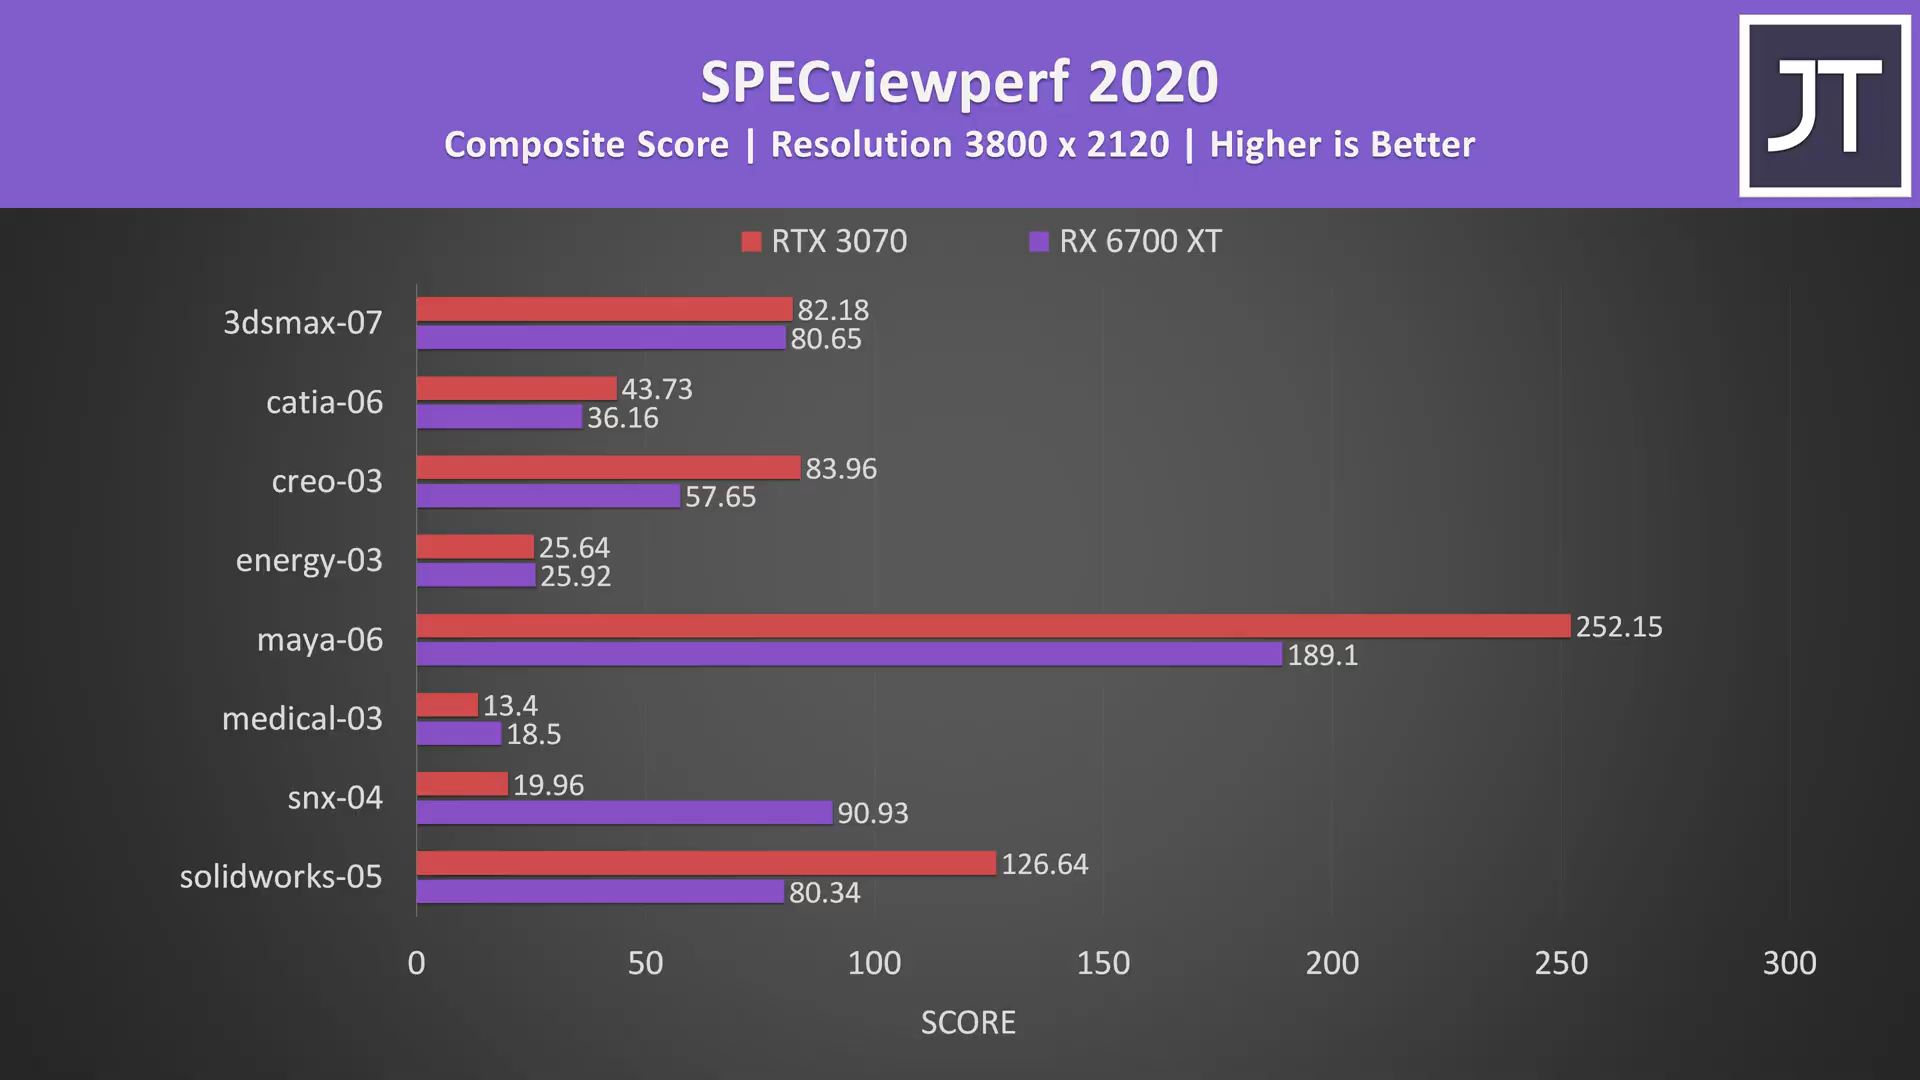 SPECviewperf 2020
Composite Score | Resolution 3800 x 2120 | Higher is Better
JT
RTX 3070
RX 6700 XT
3dsmax-07
82.18
80.65
catia-06
43.73
36.16
creo-03
83.96
57.65
energy-03
25.64
25.92
maya-06
252.15
189.1
medical-03
13.4
18.5
snx-04
19.96
90.93
solidworks-05
126.64
80.34
0 50 100 150 200 250 300
SCORE